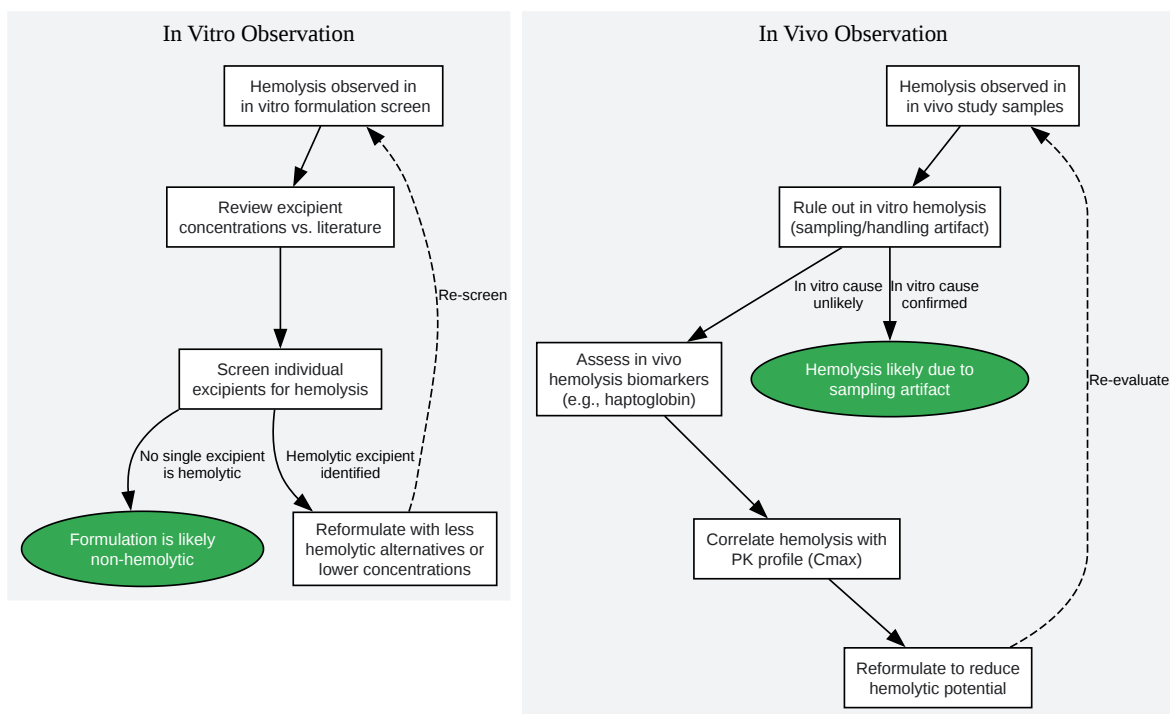 In Vitro Observation
Hemolysis observed in
in vitro formulation screen
Review excipient
concentrations vs. literature
Re-screen
Screen individual
excipients for hemolysis
No single excipient
is hemolytic
Hemolytic excipient
identified
Formulation is likely
non-hemolytic
Reformulate with less
hemolytic alternatives or
lower concentrations
In Vivo Observation
Hemolysis observed in
in vivo study samples
Rule out in vitro hemolysis
(sampling/handling artifact)
In vitro cause
unlikely
In vitro cause
confirmed
Assess in vivo
hemolysis biomarkers
(e.g., haptoglobin)
Hemolysis likely due to
sampling artifact
Re-evaluate
Correlate hemolysis with
PK profile (Cmax)
Reformulate to reduce
hemolytic potential